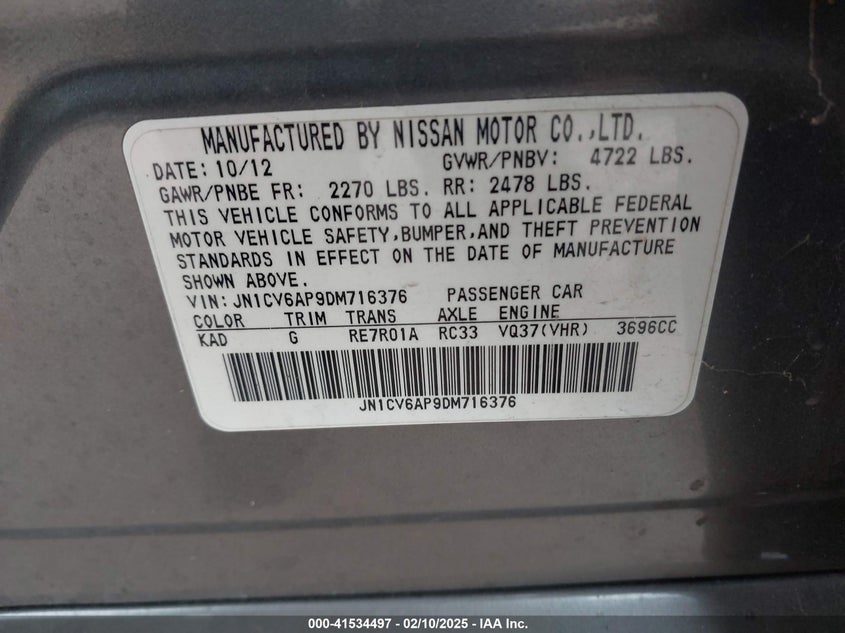 MANUFACTURED BY NISSAN MOTOR CO.,LTD.
DATE: 10/12 GVWR/PNBV: 4722 LBS.
GAWR/PNBE FR: 2270 LBS. RR: 2478 LBS.
THIS VEHICLE CONFORMS TO ALL APPLICABLE FEDERAL
MOTOR VEHICLE SAFETY,BUMPER,AND THEFT PREVENTION
STANDARDS IN EFFECT ON THE DATE OF MANUFACTURE
SHOWN ABOVE.
VIN: JN1CV6AP9DM716376 PASSENGER CAR
COLOR TRIM TRANS AXLE ENGINE
KAD G RE7R01A RC33 VQ37(VHR) 3696CC
JN1CV6AP9DM716376
000-41534497 - 02/10/2025 - IAA Inc.